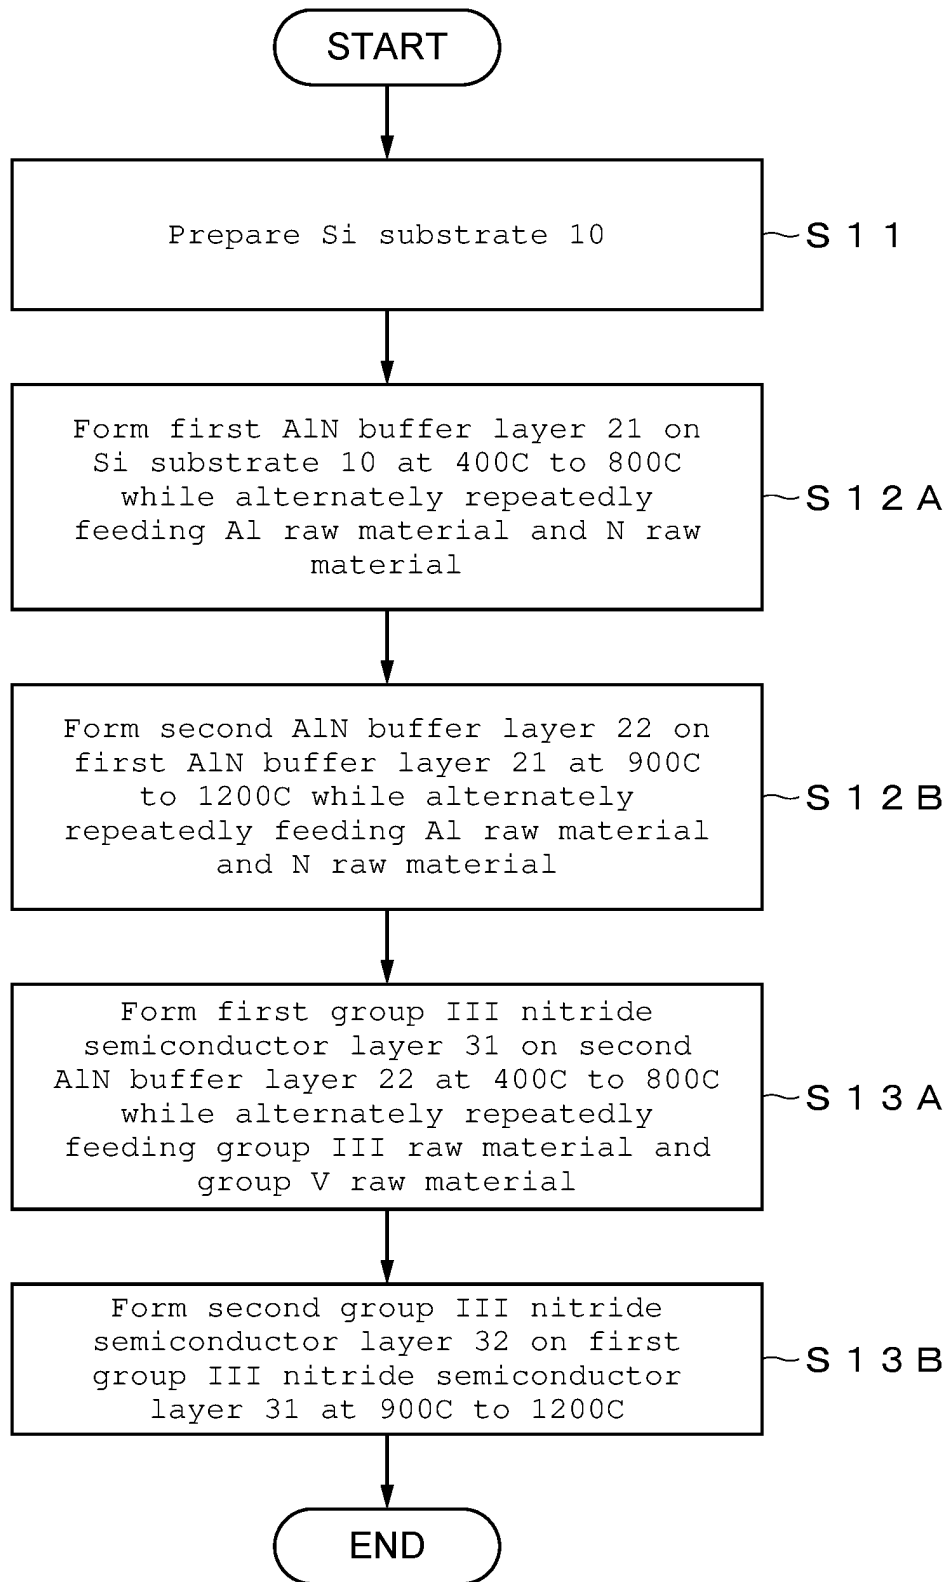 START
Prepare Si substrate 10
S11
Form first AlN buffer layer 21 on
Si substrate 10 at 400C to 800C
while alternately repeatedly
feeding Al raw material and N raw
material
S12A
Form second AlN buffer layer 22 on
first AlN buffer layer 21 at 900C
to 1200C while alternately
repeatedly feeding Al raw material
and N raw material
S12B
Form first group III nitride
semiconductor layer 31 on second
AlN buffer layer 22 at 400C to 800C
while alternately repeatedly
feeding group III raw material and
group V raw material
S13A
Form second group III nitride
semiconductor layer 32 on first
group III nitride semiconductor
layer 31 at 900C to 1200C
S13B
END